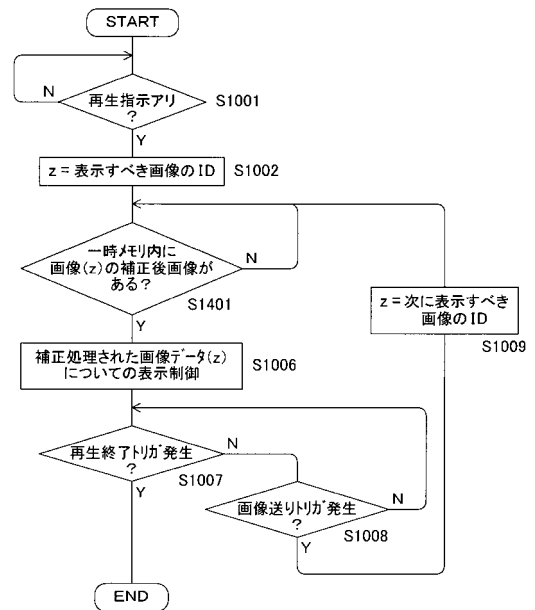 START
再生指示アリ
?
N
S1001
Y
z=表示すべき画像のID
S1002
一時メモリ内に
画像(z)の補正後画像が
ある?
N
S1401
Y
z=次に表示すべき
画像のID
S1009
補正処理された画像データ(z)
についての表示制御
S1006
再生終了トリガ発生
?
N
S1007
Y
画像送りトリガ発生
?
N
S1008
Y
END